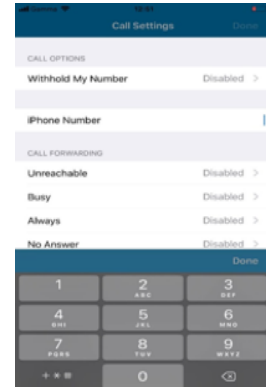 12:51
Call Settings
Done
CALL OPTIONS
Withhold My Number Disabled >
iPhone Number
CALL FORWARDING
Unreachable Disabled >
Busy Disabled >
Always Disabled >
No Answer Disabled >
Done
1 2 3
ABC DEF
4 5 6
GHI JKL MNO
7 8 9
PQRS TUV WXYZ
+ * # 0